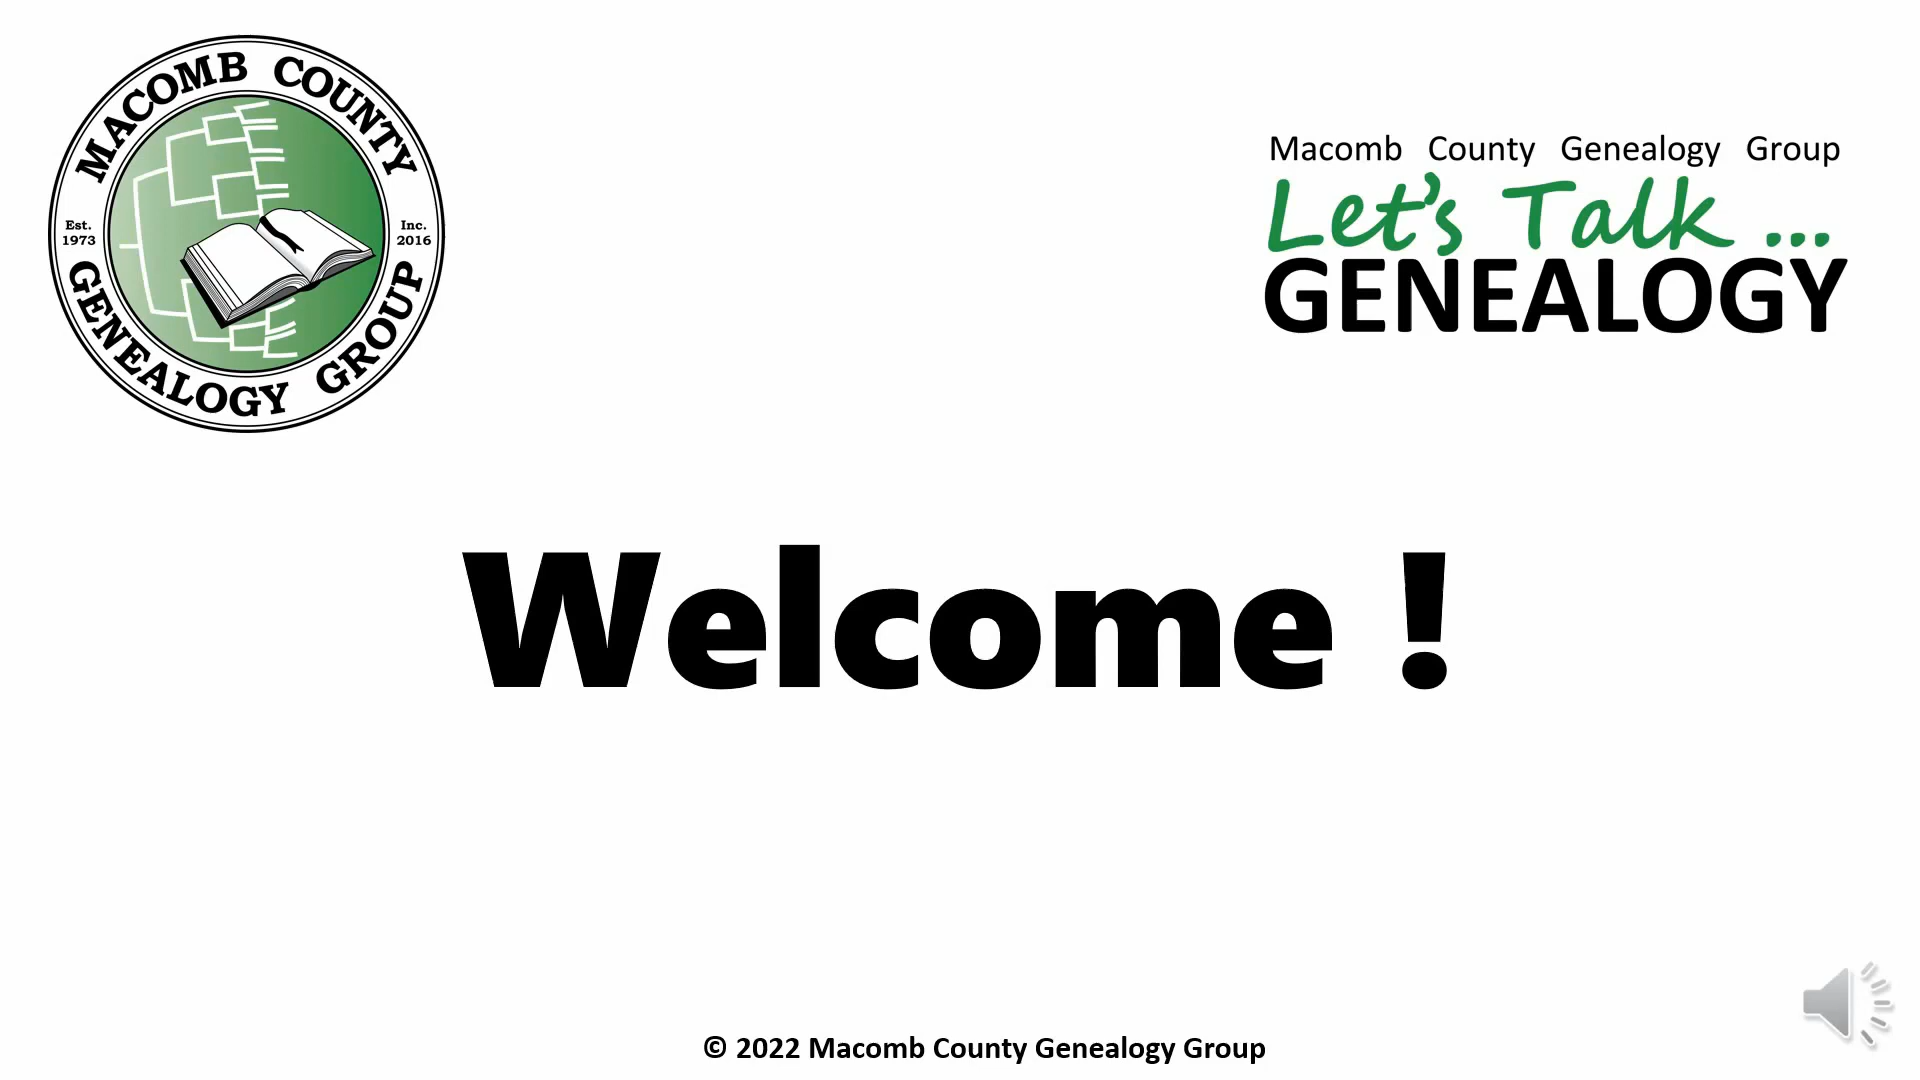 MACOMB COUNTY
Est.
1973
Inc.
2016
GENEALOGY GROUP
Macomb County Genealogy Group
Let's Talk ...
GENEALOGY
Welcome !
© 2022 Macomb County Genealogy Group